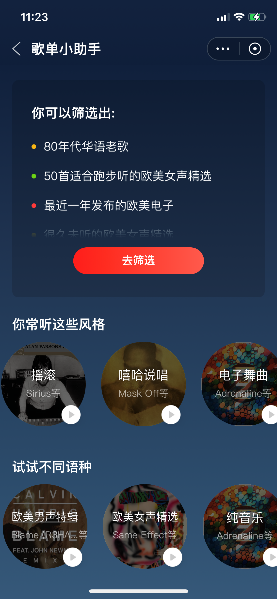 11:23
歌单小助手
你可以筛选出:
80年代华语老歌
50首适合跑步听的欧美女声精选
最近一年发布的欧美电子
很久未听的欧美女声精选
去筛选
你常听这些风格
摇滚
Sirius等
嘻哈说唱
Mask Off等
电子舞曲
Adrenaline等
试试不同语种
CALVIN
欧美男声特辑
Blame
等
FEAT. JOHN NEWMAN
欧美女声精选
Same Effect等
纯音乐
Adrenaline等